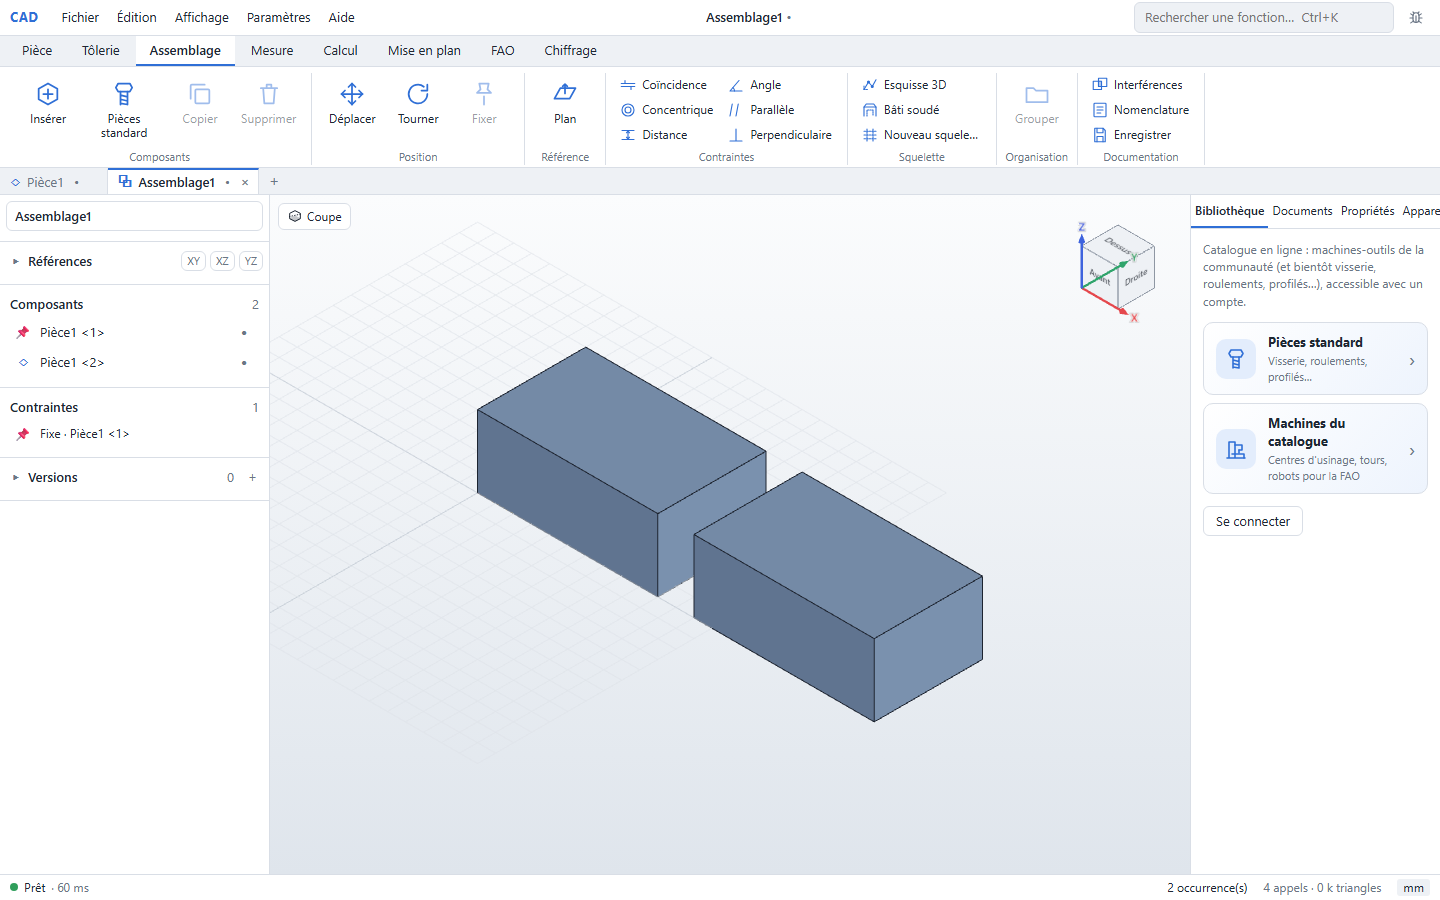 CAD Fichier Édition Affichage Paramètres Aide Assemblage1 • Rechercher une fonction... Ctrl+K
Pièce Tôlerie Assemblage Mesure Calcul Mise en plan FAO Chiffrage
Insérer Pièces standard Copier Supprimer
Composants
Déplacer Tourner Fixer
Position
Plan
Référence
Coïncidence Angle
Concentrique Parallèle
Distance Perpendiculaire
Contraintes
Esquisse 3D
Bâti soudé
Nouveau squele...
Squelette
Grouper
Organisation
Interférences
Nomenclature
Enregistrer
Documentation
Pièce1 • Assemblage1 • × +
Assemblage1
Références XY XZ YZ
Composants 2
Pièce1 <1> •
Pièce1 <2> •
Contraintes 1
Fixe · Pièce1 <1>
Versions 0 +
Coupe
Z
Dessus
Y
Avant
Droite
X
Bibliothèque Documents Propriétés Appare
Catalogue en ligne : machines-outils de la
communauté (et bientôt visserie,
roulements, profilés...), accessible avec un
compte.
Pièces standard
Visserie, roulements,
profilés...
Machines du
catalogue
Centres d'usinage, tours,
robots pour la FAO
Se connecter
Prêt · 60 ms
2 occurrence(s) 4 appels · 0 k triangles mm